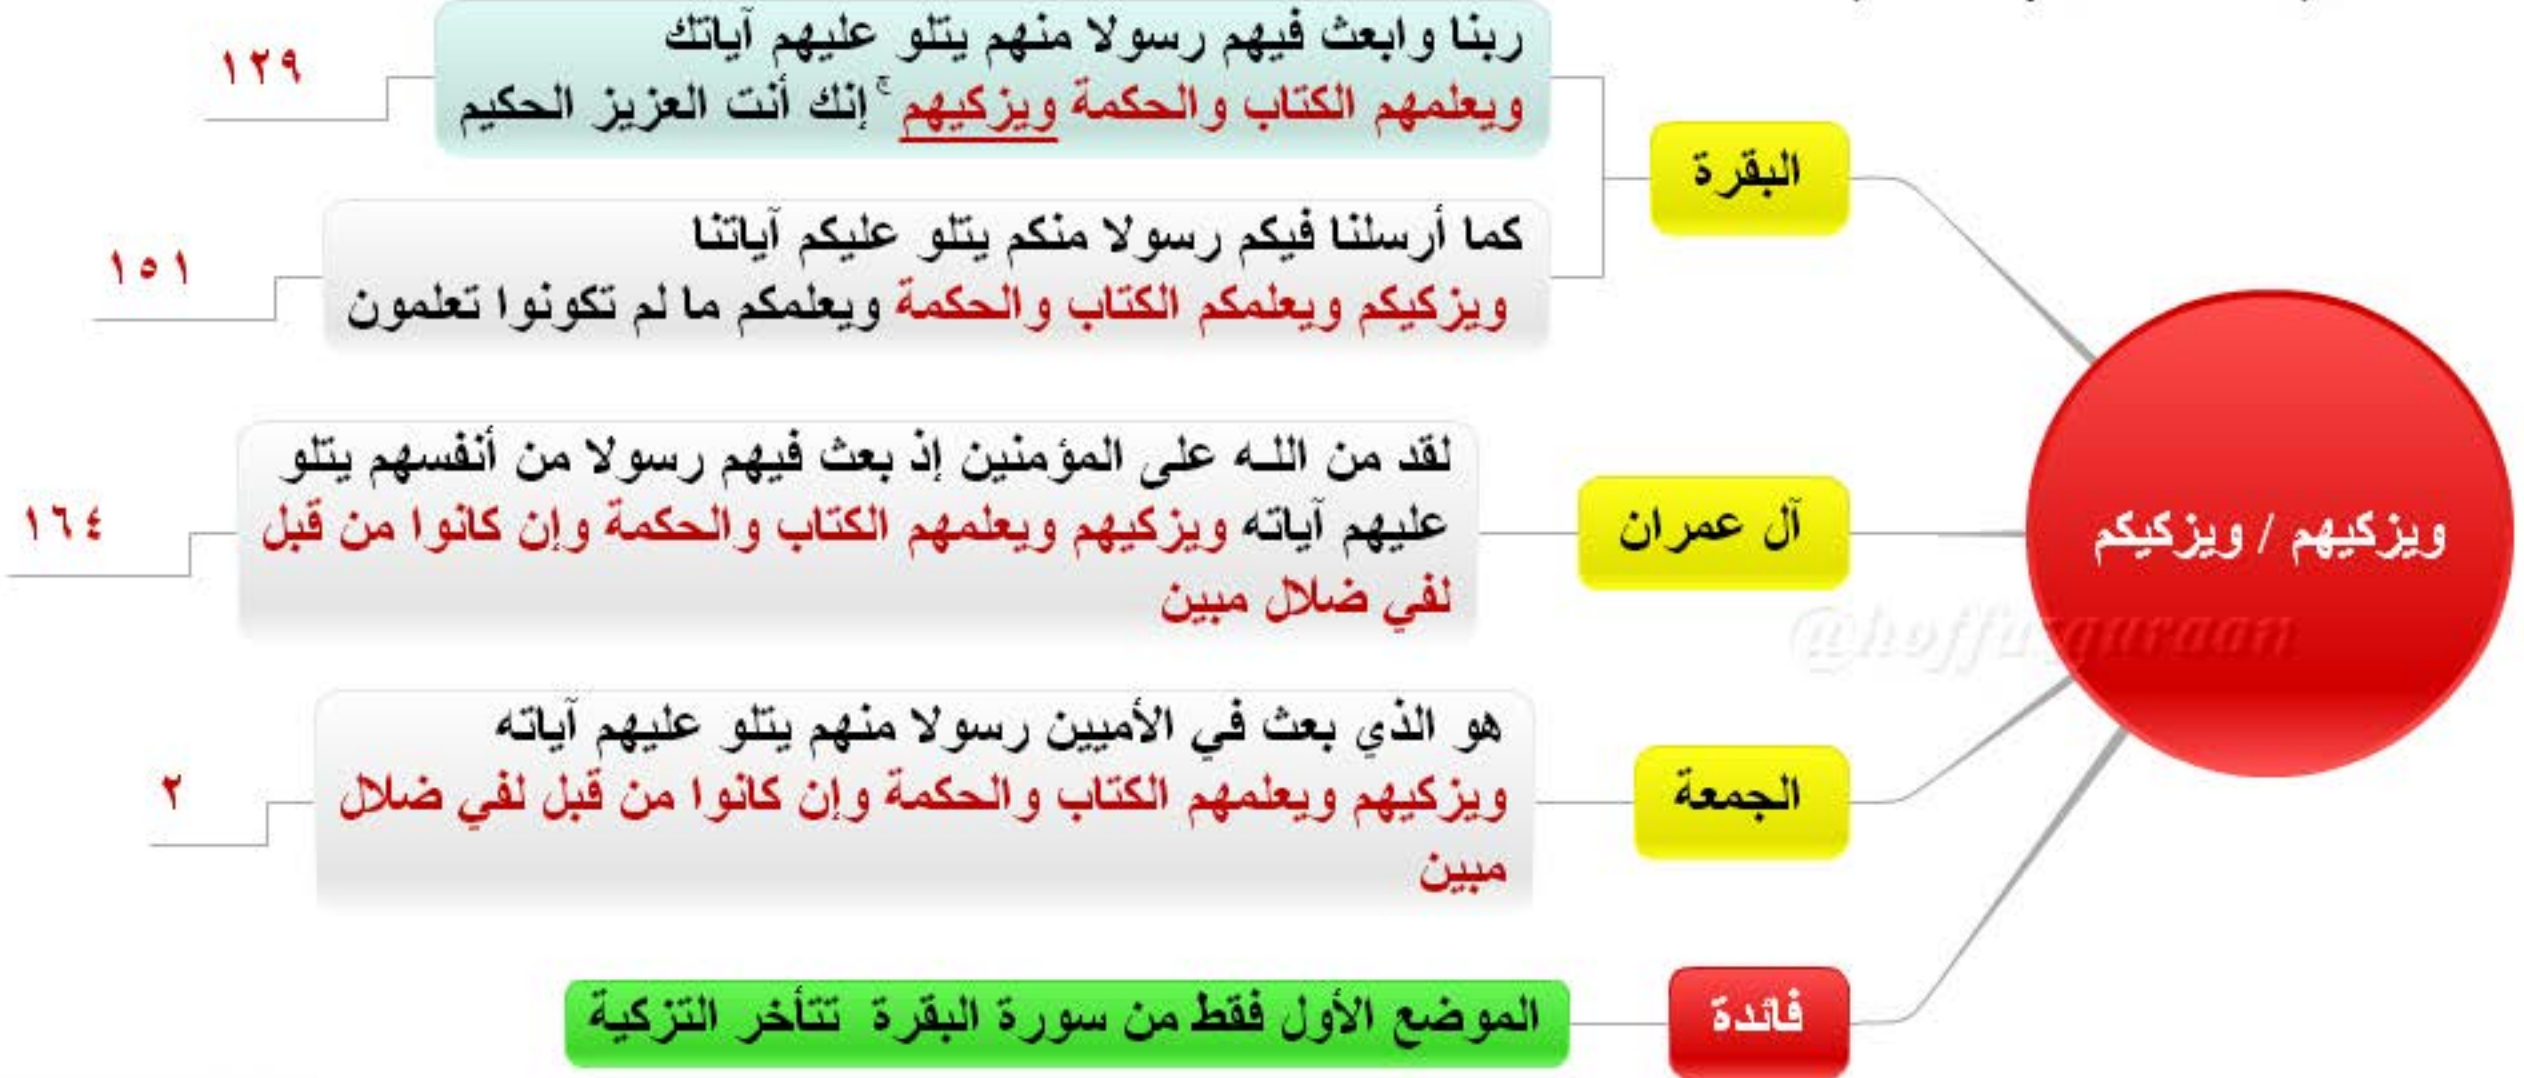 ويزكيهم / ويزكيكم
البقرة
ربنا وابعث فيهم رسولا منهم يتلو عليهم آياتك
ويعلمهم الكتاب والحكمة ويزكيهم ۚ إنك أنت العزيز الحكيم
١٢٩
كما أرسلنا فيكم رسولا منكم يتلو عليكم آياتنا
ويزكيكم ويعلمكم الكتاب والحكمة ويعلمكم ما لم تكونوا تعلمون
١٥١
آل عمران
لقد من اللـه على المؤمنين إذ بعث فيهم رسولا من أنفسهم يتلو
عليهم آياته ويزكيهم ويعلمهم الكتاب والحكمة وإن كانوا من قبل
لفي ضلال مبين
١٦٤
الجمعة
هو الذي بعث في الأميين رسولا منهم يتلو عليهم آياته
ويزكيهم ويعلمهم الكتاب والحكمة وإن كانوا من قبل لفي ضلال
مبين
٢
فائدة
الموضع الأول فقط من سورة البقرة تتأخر التزكية